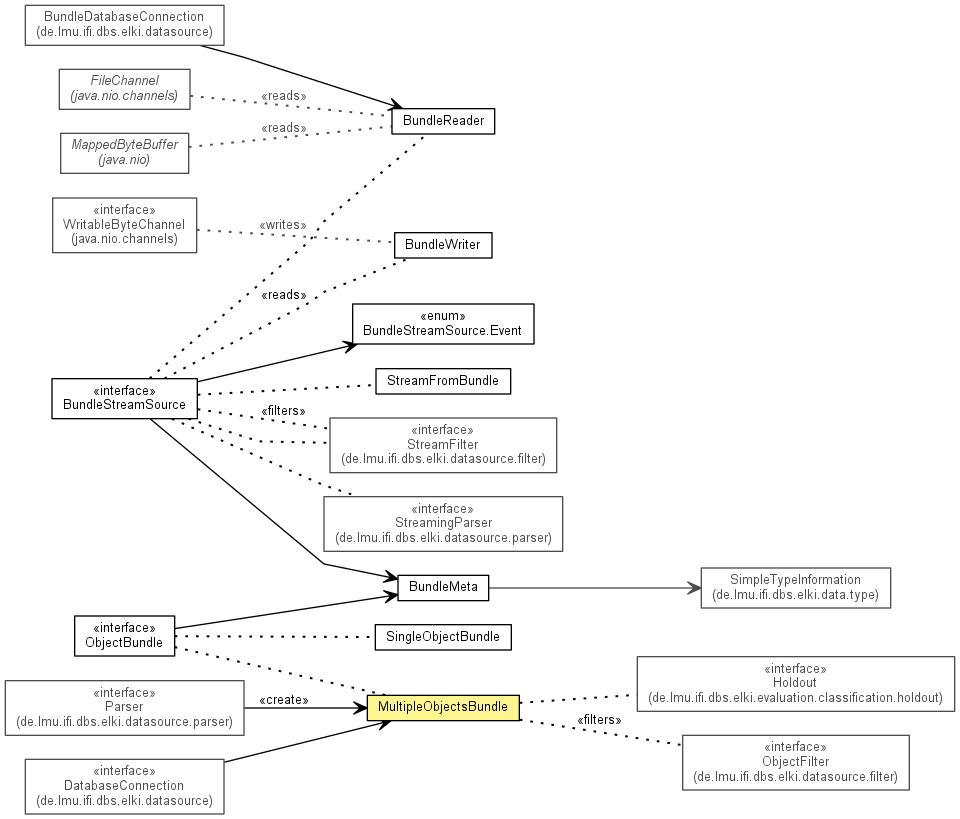 BundleDatabaseConnection
(de.lmu.ifi.dbs.elki.datasource)
FileChannel
(java.nio.channels)
«reads»
BundleReader
«reads»
MappedByteBuffer
(java.nio)
«interface»
WritableByteChannel
(java.nio.channels)
«writes»
BundleWriter
«reads»
«enum»
BundleStreamSource.Event
StreamFromBundle
«interface»
BundleStreamSource
«filters»
«interface»
StreamFilter
(de.lmu.ifi.dbs.elki.datasource.filter)
«interface»
StreamingParser
(de.lmu.ifi.dbs.elki.datasource.parser)
BundleMeta
SimpleTypeInformation
(de.lmu.ifi.dbs.elki.data.type)
«interface»
ObjectBundle
SingleObjectBundle
«interface»
Holdout
(de.lmu.ifi.dbs.elki.evaluation.classification.holdout)
«interface»
Parser
(de.lmu.ifi.dbs.elki.datasource.parser)
«create»
MultipleObjectsBundle
«filters»
«interface»
ObjectFilter
(de.lmu.ifi.dbs.elki.datasource.filter)
«interface»
DatabaseConnection
(de.lmu.ifi.dbs.elki.datasource)